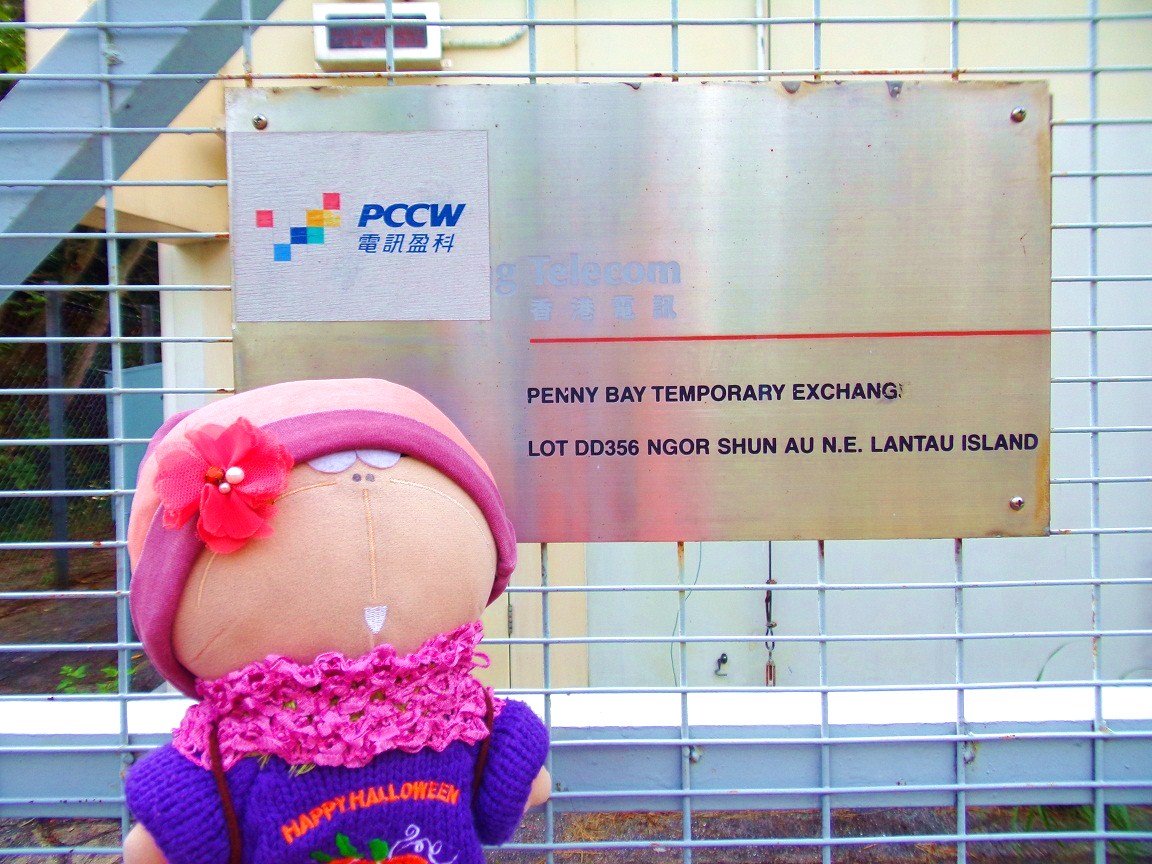 PCCW
電訊盈科
g Telecom
香港電訊
PENNY BAY TEMPORARY EXCHANG
LOT DD356 NGOR SHUN AU N.E. LANTAU ISLAND
HAPPY HALLOWEEN